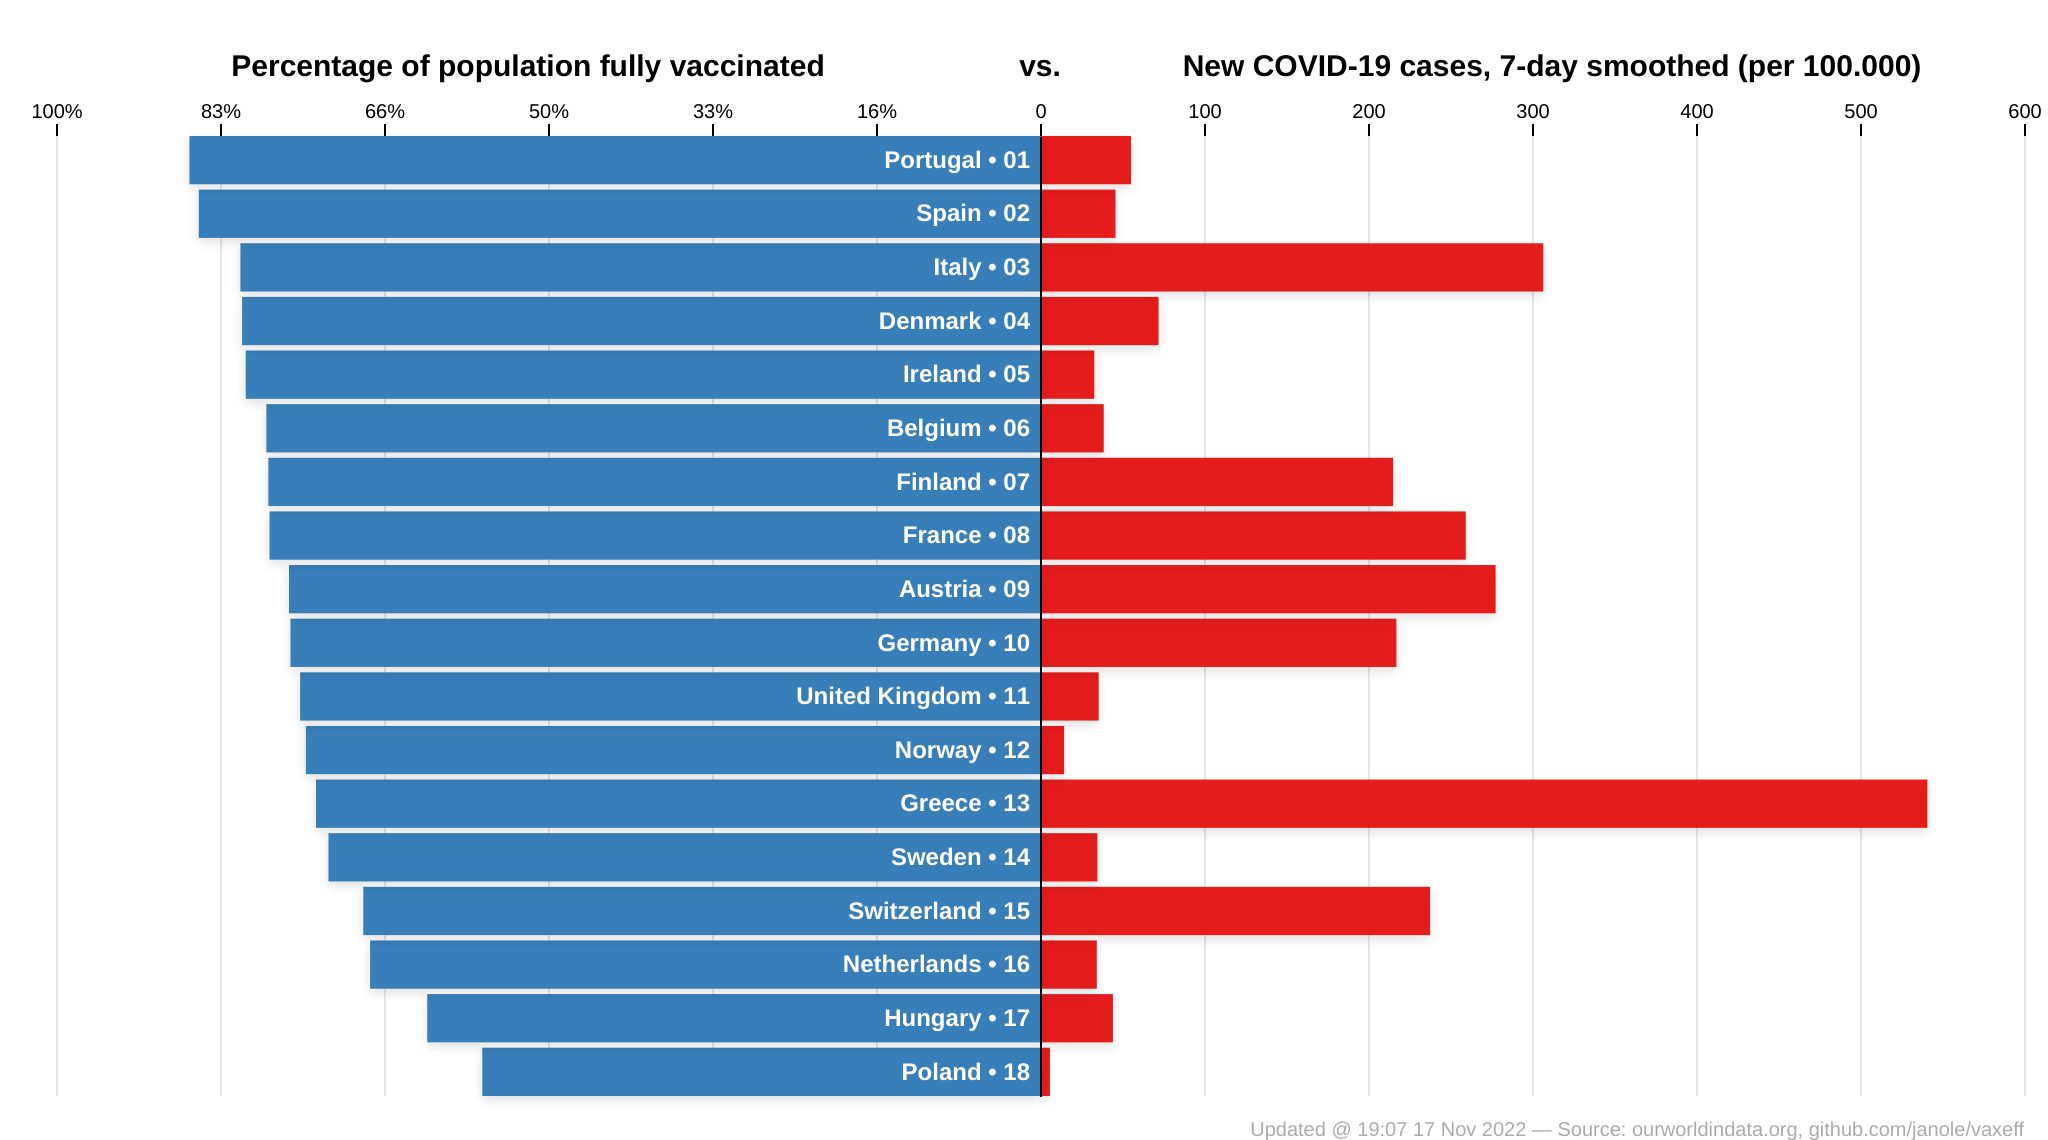 Percentage of population fully vaccinated vs. New COVID-19 cases, 7-day smoothed (per 100.000)
100% 83% 66% 50% 33% 16% 0 100 200 300 400 500 600
Portugal • 01
Spain • 02
Italy • 03
Denmark • 04
Ireland • 05
Belgium • 06
Finland • 07
France • 08
Austria • 09
Germany • 10
United Kingdom • 11
Norway • 12
Greece • 13
Sweden • 14
Switzerland • 15
Netherlands • 16
Hungary • 17
Poland • 18
Updated @ 19:07 17 Nov 2022 — Source: ourworldindata.org, github.com/janole/vaxeff